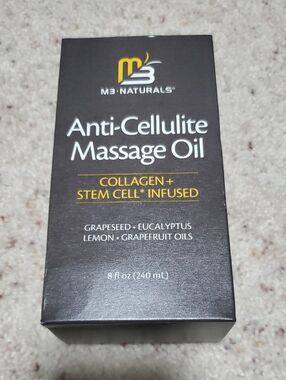 M3
M3·NATURALS®
Anti-Cellulite
Massage Oil
COLLAGEN +
STEM CELL* INFUSED
GRAPESEED • EUCALYPTUS
LEMON • GRAPEFRUIT OILS
8 fl oz (240 mL)